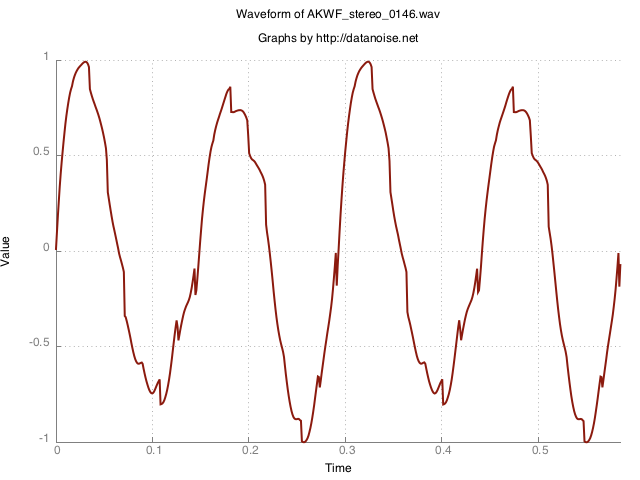 Waveform of AKWF_stereo_0146.wav
Graphs by http://datanoise.net
1
0.5
0
-0.5
-1
Value
0 0.1 0.2 0.3 0.4 0.5
Time